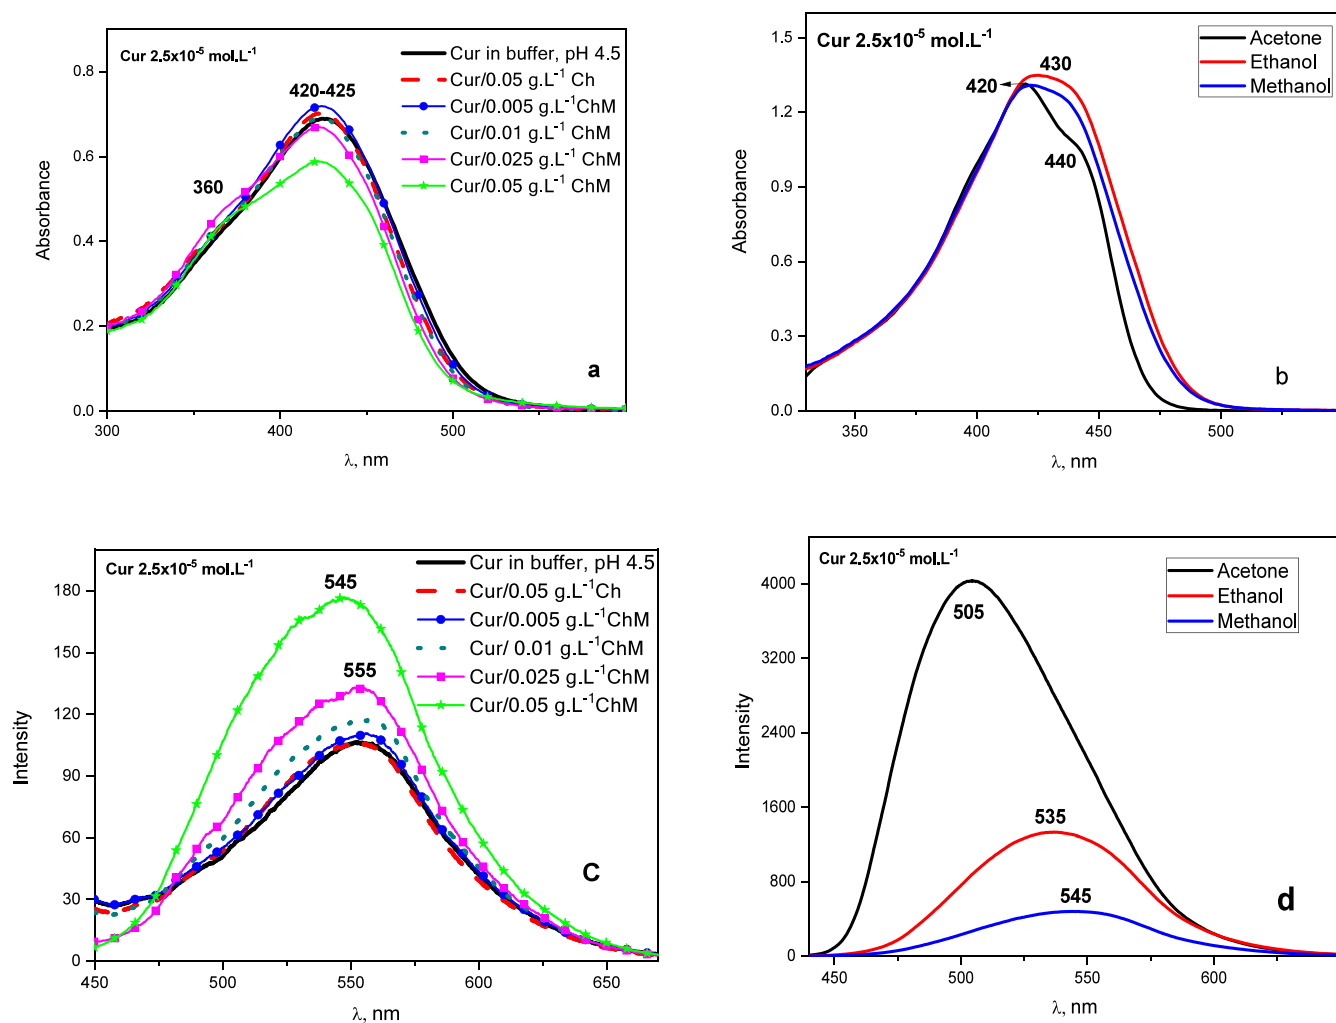 Cur 2.5x10⁻⁵ mol.L⁻¹
Cur in buffer, pH 4.5
Cur/0.05 g.L⁻¹ Ch
Cur/0.005 g.L⁻¹ChM
Cur/0.01 g.L⁻¹ ChM
Cur/0.025 g.L⁻¹ ChM
Cur/0.05 g.L⁻¹ ChM
420-425
360
a
Absorbance
0.8
0.6
0.4
0.2
0.0
300
400
500
λ, nm
Cur 2.5x10⁻⁵ mol.L⁻¹
Acetone
Ethanol
Methanol
430
420
440
b
Absorbance
1.5
1.2
0.9
0.6
0.3
0.0
350
400
450
500
λ, nm
Cur 2.5x10⁻⁵ mol.L⁻¹
Cur in buffer, pH 4.5
Cur/0.05 g.L⁻¹Ch
Cur/0.005 g.L⁻¹ChM
Cur/ 0.01 g.L⁻¹ChM
Cur/0.025 g.L⁻¹ChM
Cur/0.05 g.L⁻¹ChM
545
555
C
Intensity
180
150
120
90
60
30
0
450
500
550
600
650
λ, nm
Cur 2.5x10⁻⁵ mol.L⁻¹
Acetone
Ethanol
Methanol
505
535
545
d
Intensity
4000
3200
2400
1600
800
0
450
500
550
600
λ, nm